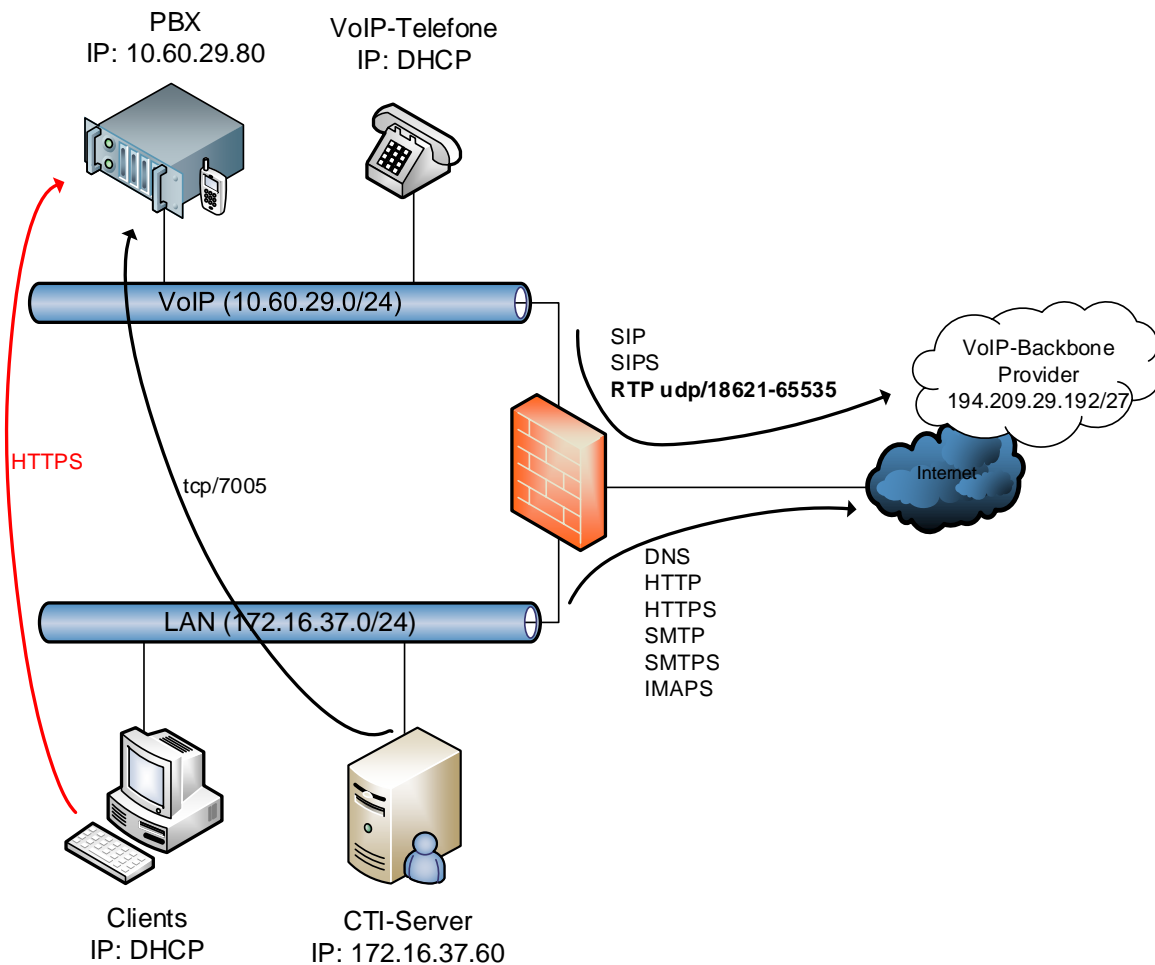 PBX
IP: 10.60.29.80
VoIP-Telefone
IP: DHCP
VoIP (10.60.29.0/24)
SIP
SIPS
RTP udp/18621-65535
VoIP-Backbone
Provider
194.209.29.192/27
Internet
HTTPS
tcp/7005
DNS
HTTP
HTTPS
SMTP
SMTPS
IMAPS
LAN (172.16.37.0/24)
Clients
IP: DHCP
CTI-Server
IP: 172.16.37.60